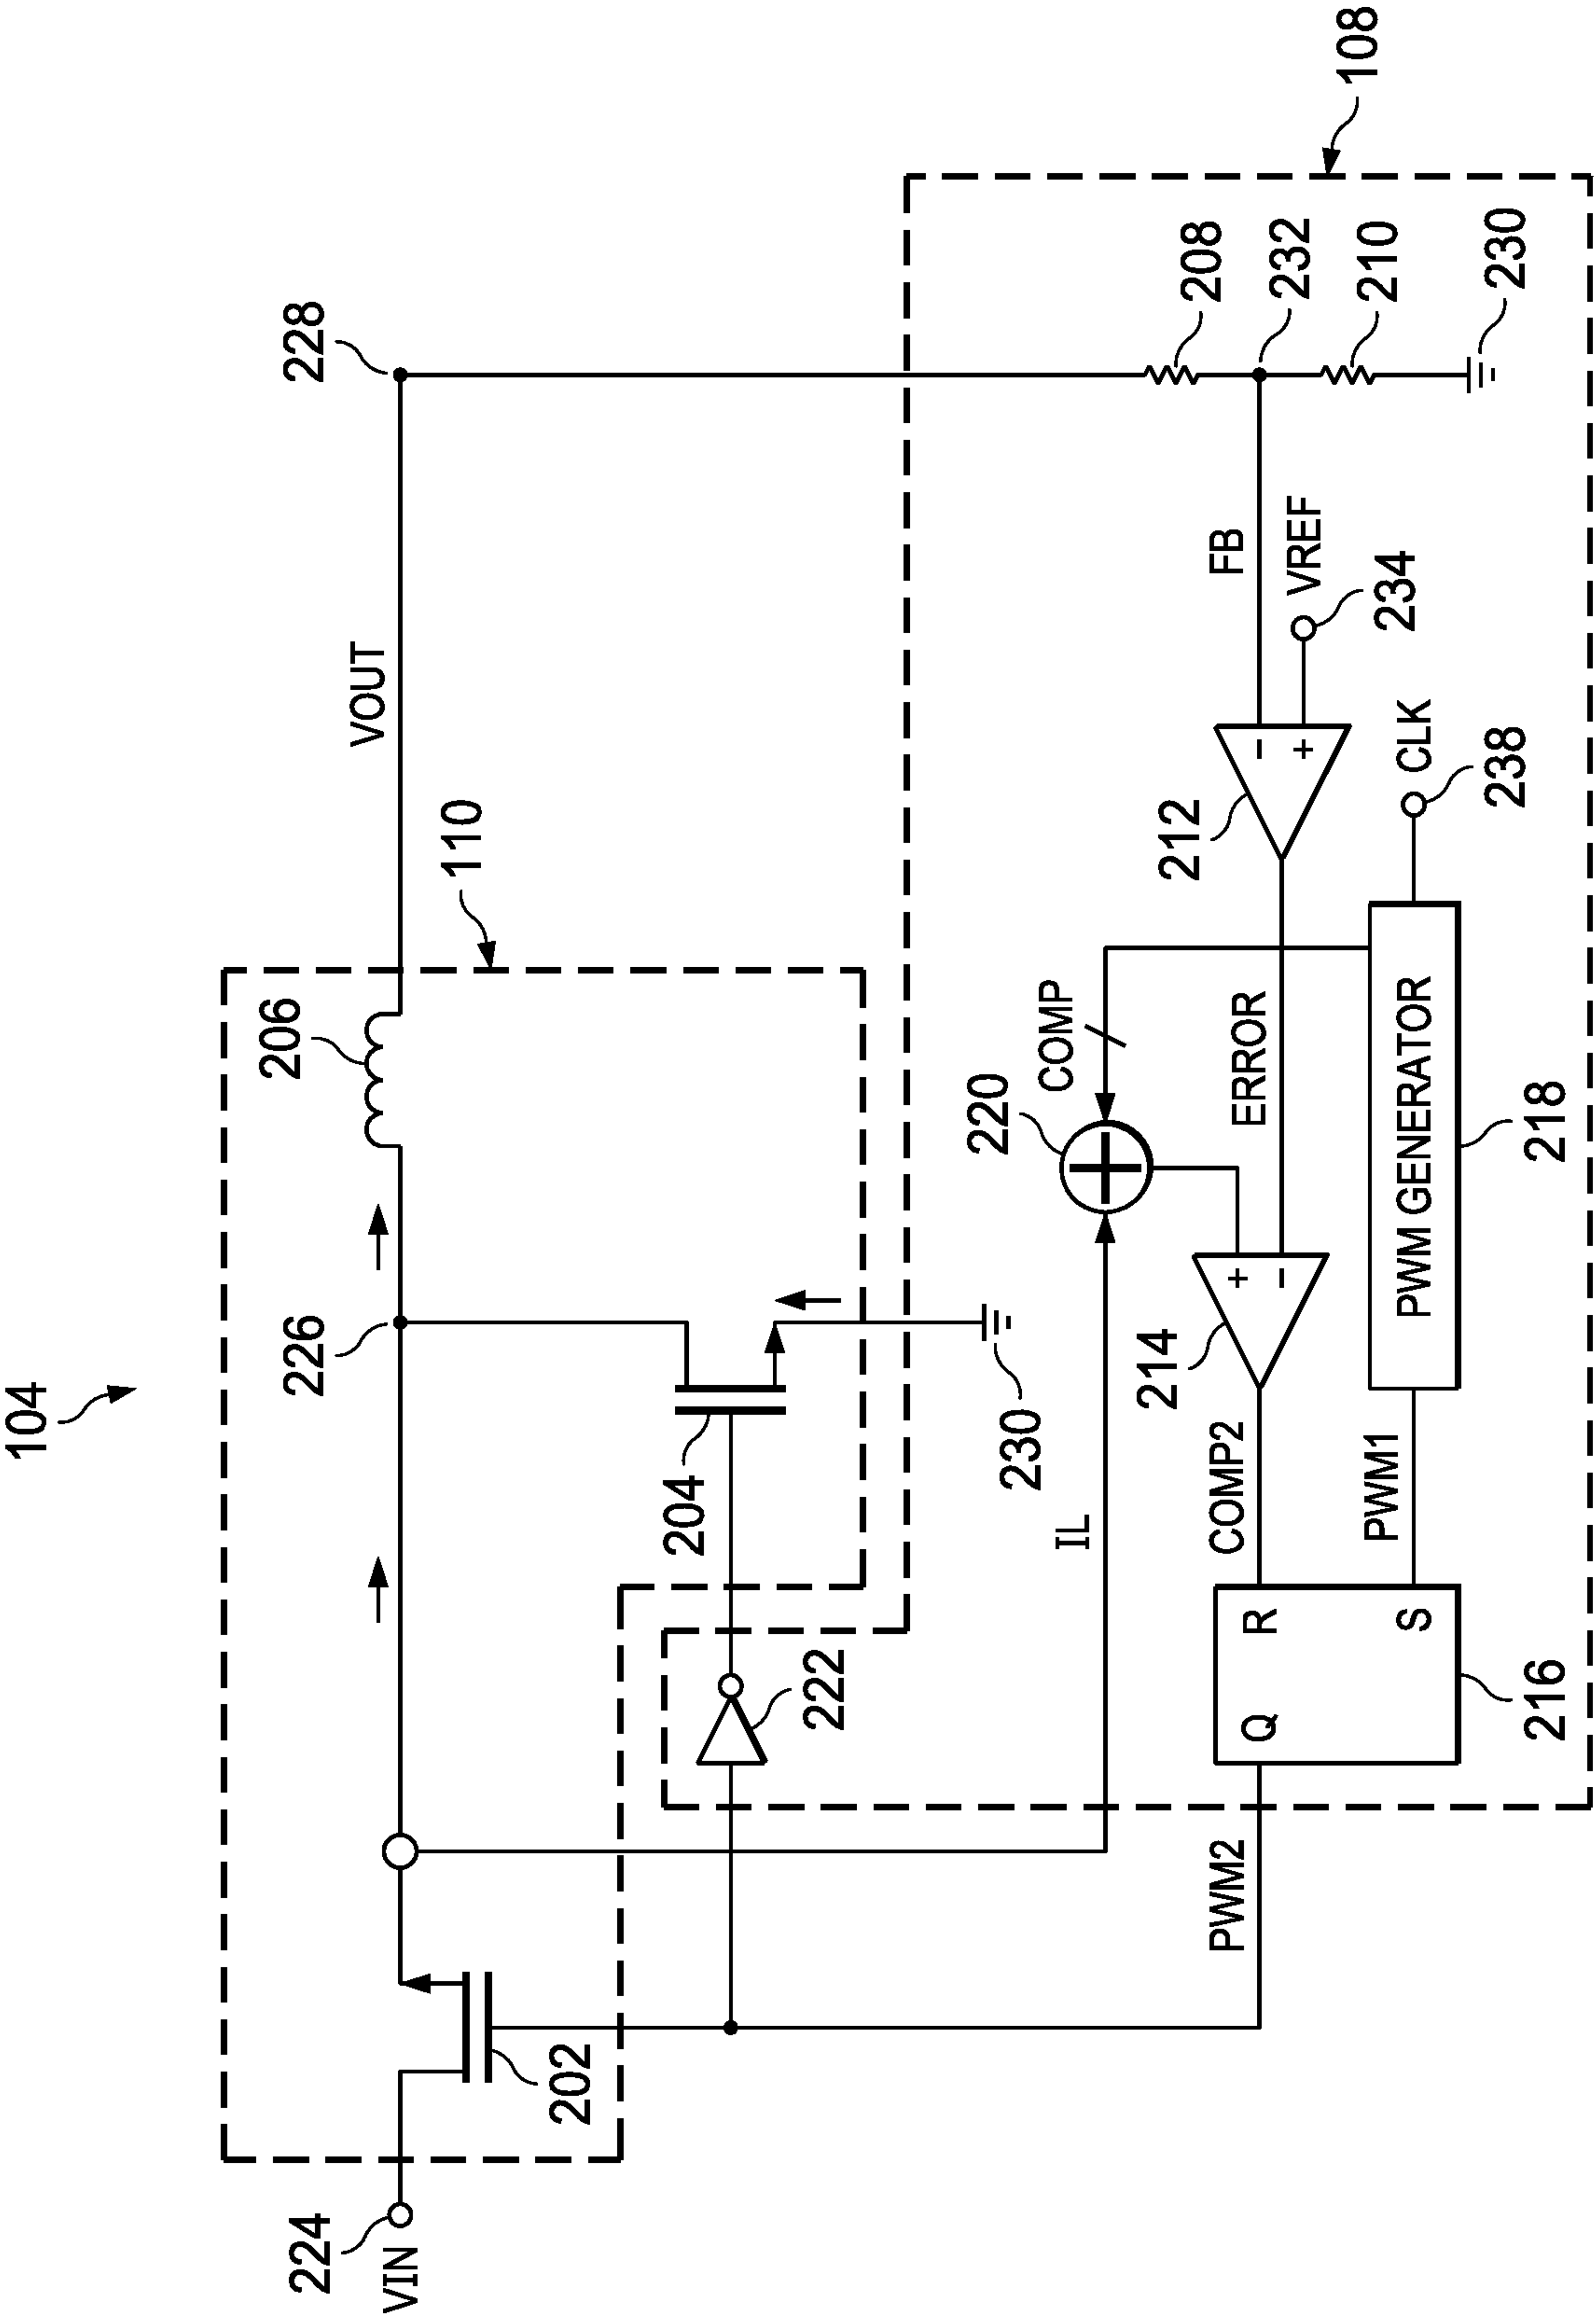 104
110
206
226
228
VOUT
224
VIN
202
204
222
230
108
IL
220
COMP
208
232
210
230
FB
VREF
234
212
ERROR
CLK
238
214
COMP2
PWM1
PWM GENERATOR
218
Q
R
S
216
PWM2
-
+
+
-